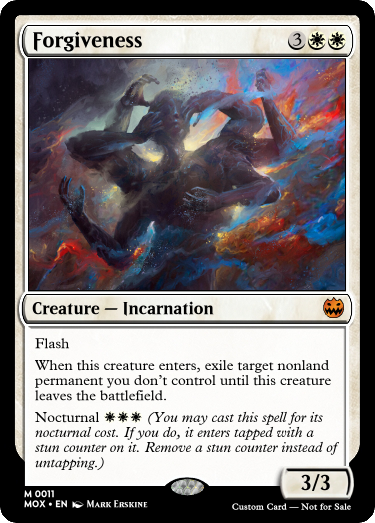 Forgiveness 3
Creature — Incarnation
Flash
When this creature enters, exile target nonland
permanent you don't control until this creature
leaves the battlefield.
Nocturnal (You may cast this spell for its
nocturnal cost. If you do, it enters tapped with a
stun counter on it. Remove a stun counter instead of
untapping.)
3/3
M 0011
MOX • EN Mark Erskine
Custom Card — Not for Sale